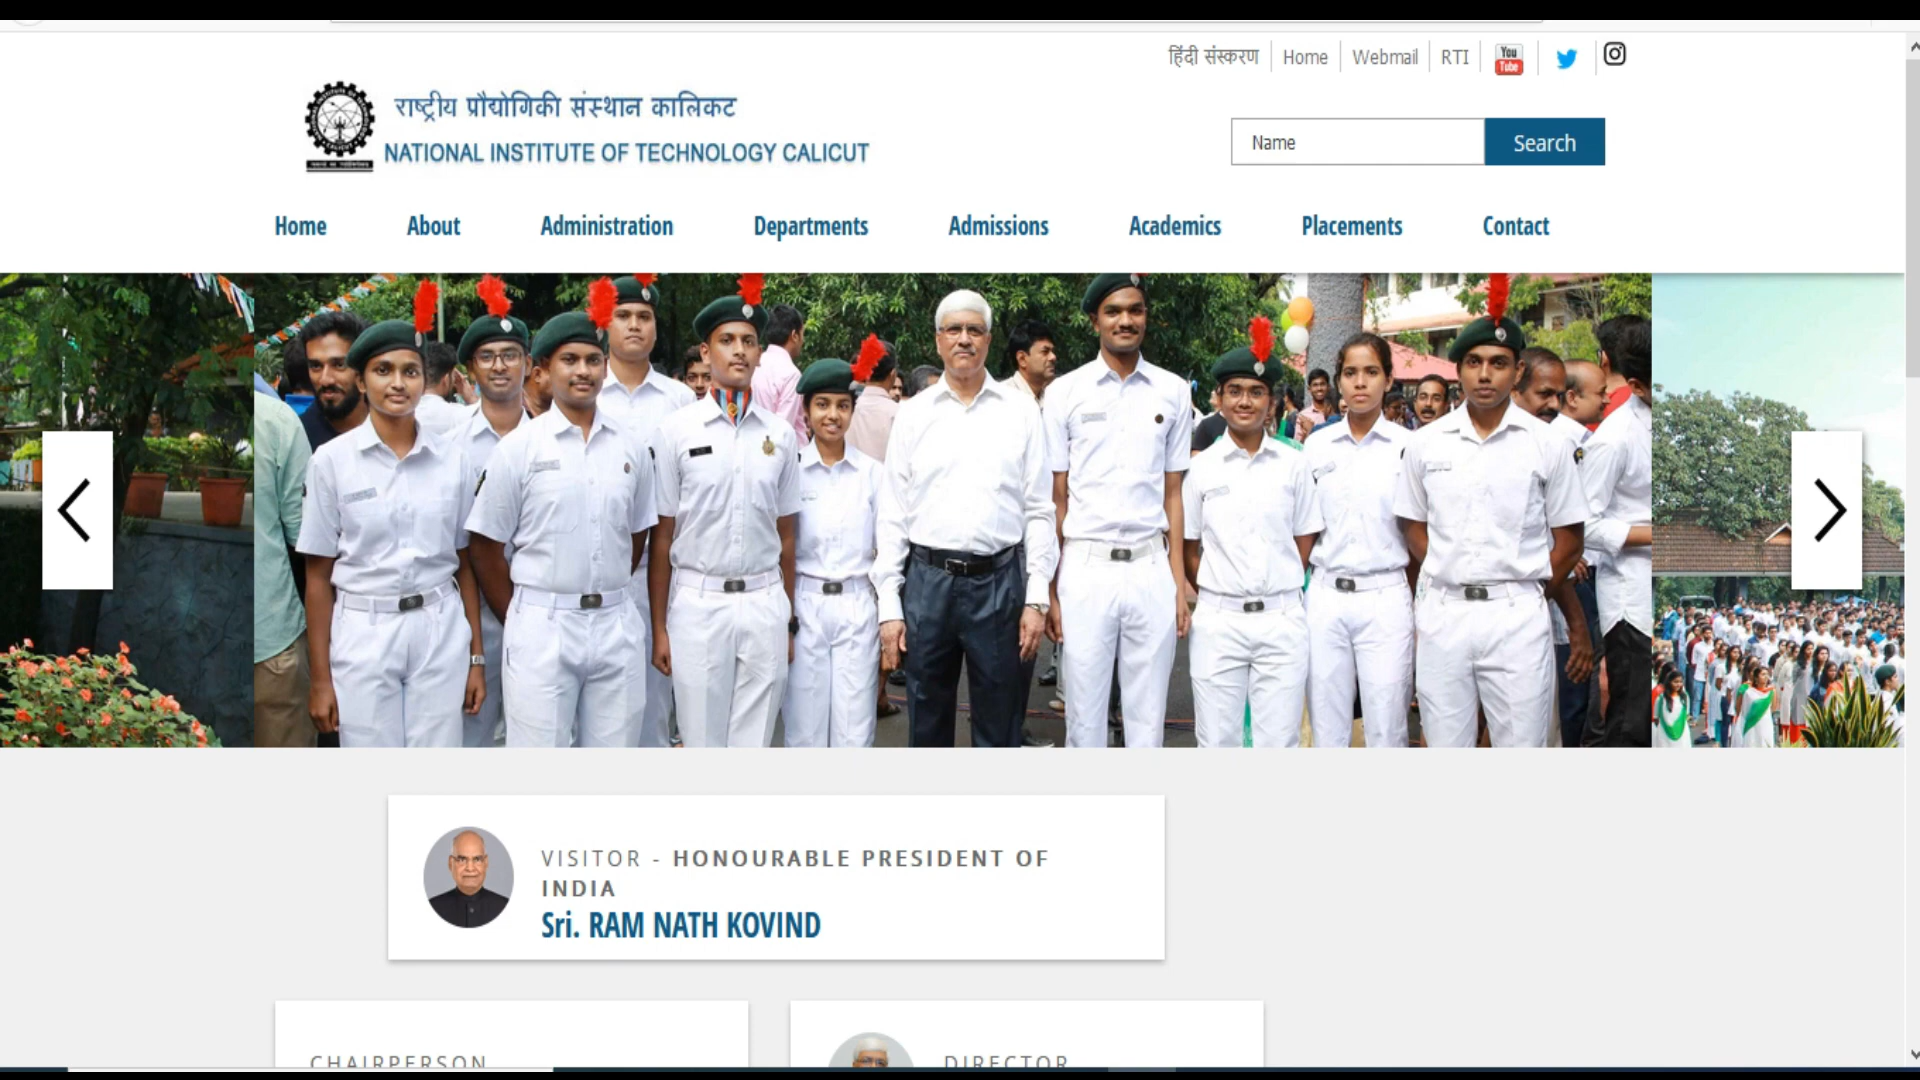 हिंदी संस्करण Home Webmail RTI You Tube
राष्ट्रीय प्रौद्योगिकी संस्थान कालिकट
NATIONAL INSTITUTE OF TECHNOLOGY CALICUT
Name Search
Home About Administration Departments Admissions Academics Placements Contact
VISITOR - HONOURABLE PRESIDENT OF
INDIA
Sri. RAM NATH KOVIND
CHAIRPERSON DIRECTOR